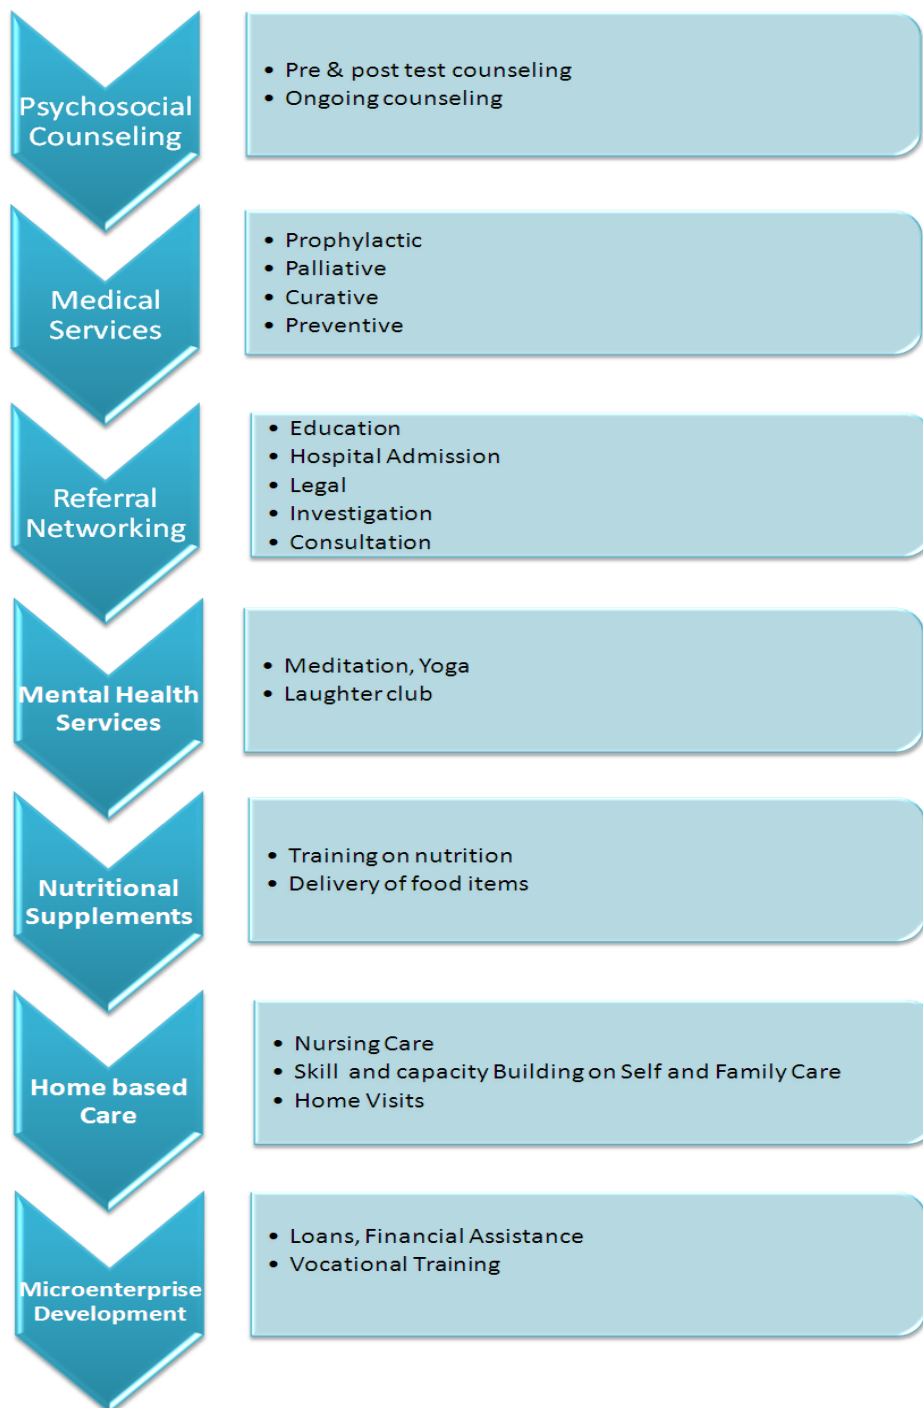 Psychosocial
Counseling
• Pre & post test counseling
• Ongoing counseling
Medical
Services
• Prophylactic
• Palliative
• Curative
• Preventive
Referral
Networking
• Education
• Hospital Admission
• Legal
• Investigation
• Consultation
Mental Health
Services
• Meditation, Yoga
• Laughter club
Nutritional
Supplements
• Training on nutrition
• Delivery of food items
Home based
Care
• Nursing Care
• Skill and capacity Building on Self and Family Care
• Home Visits
Microenterprise
Development
• Loans, Financial Assistance
• Vocational Training